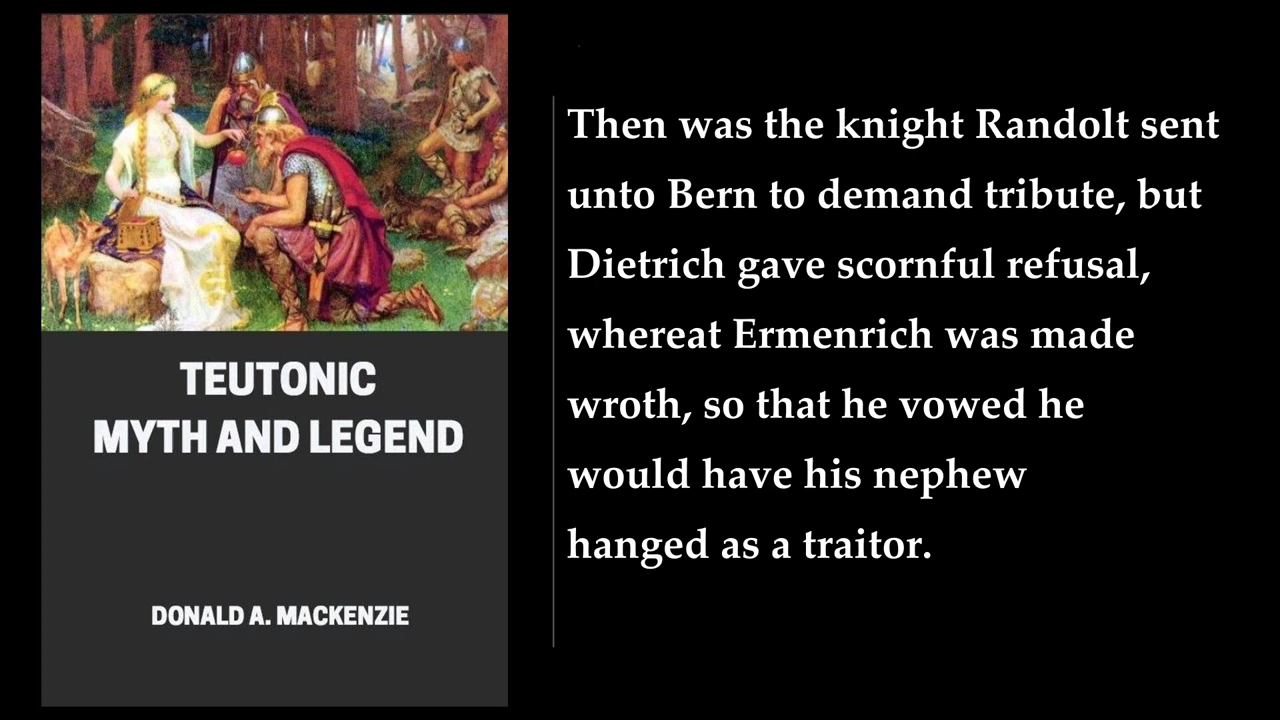 TEUTONIC
MYTH AND LEGEND
DONALD A. MACKENZIE
Then was the knight Randolt sent
unto Bern to demand tribute, but
Dietrich gave scornful refusal,
whereat Ermenrich was made
wroth, so that he vowed he
would have his nephew
hanged as a traitor.